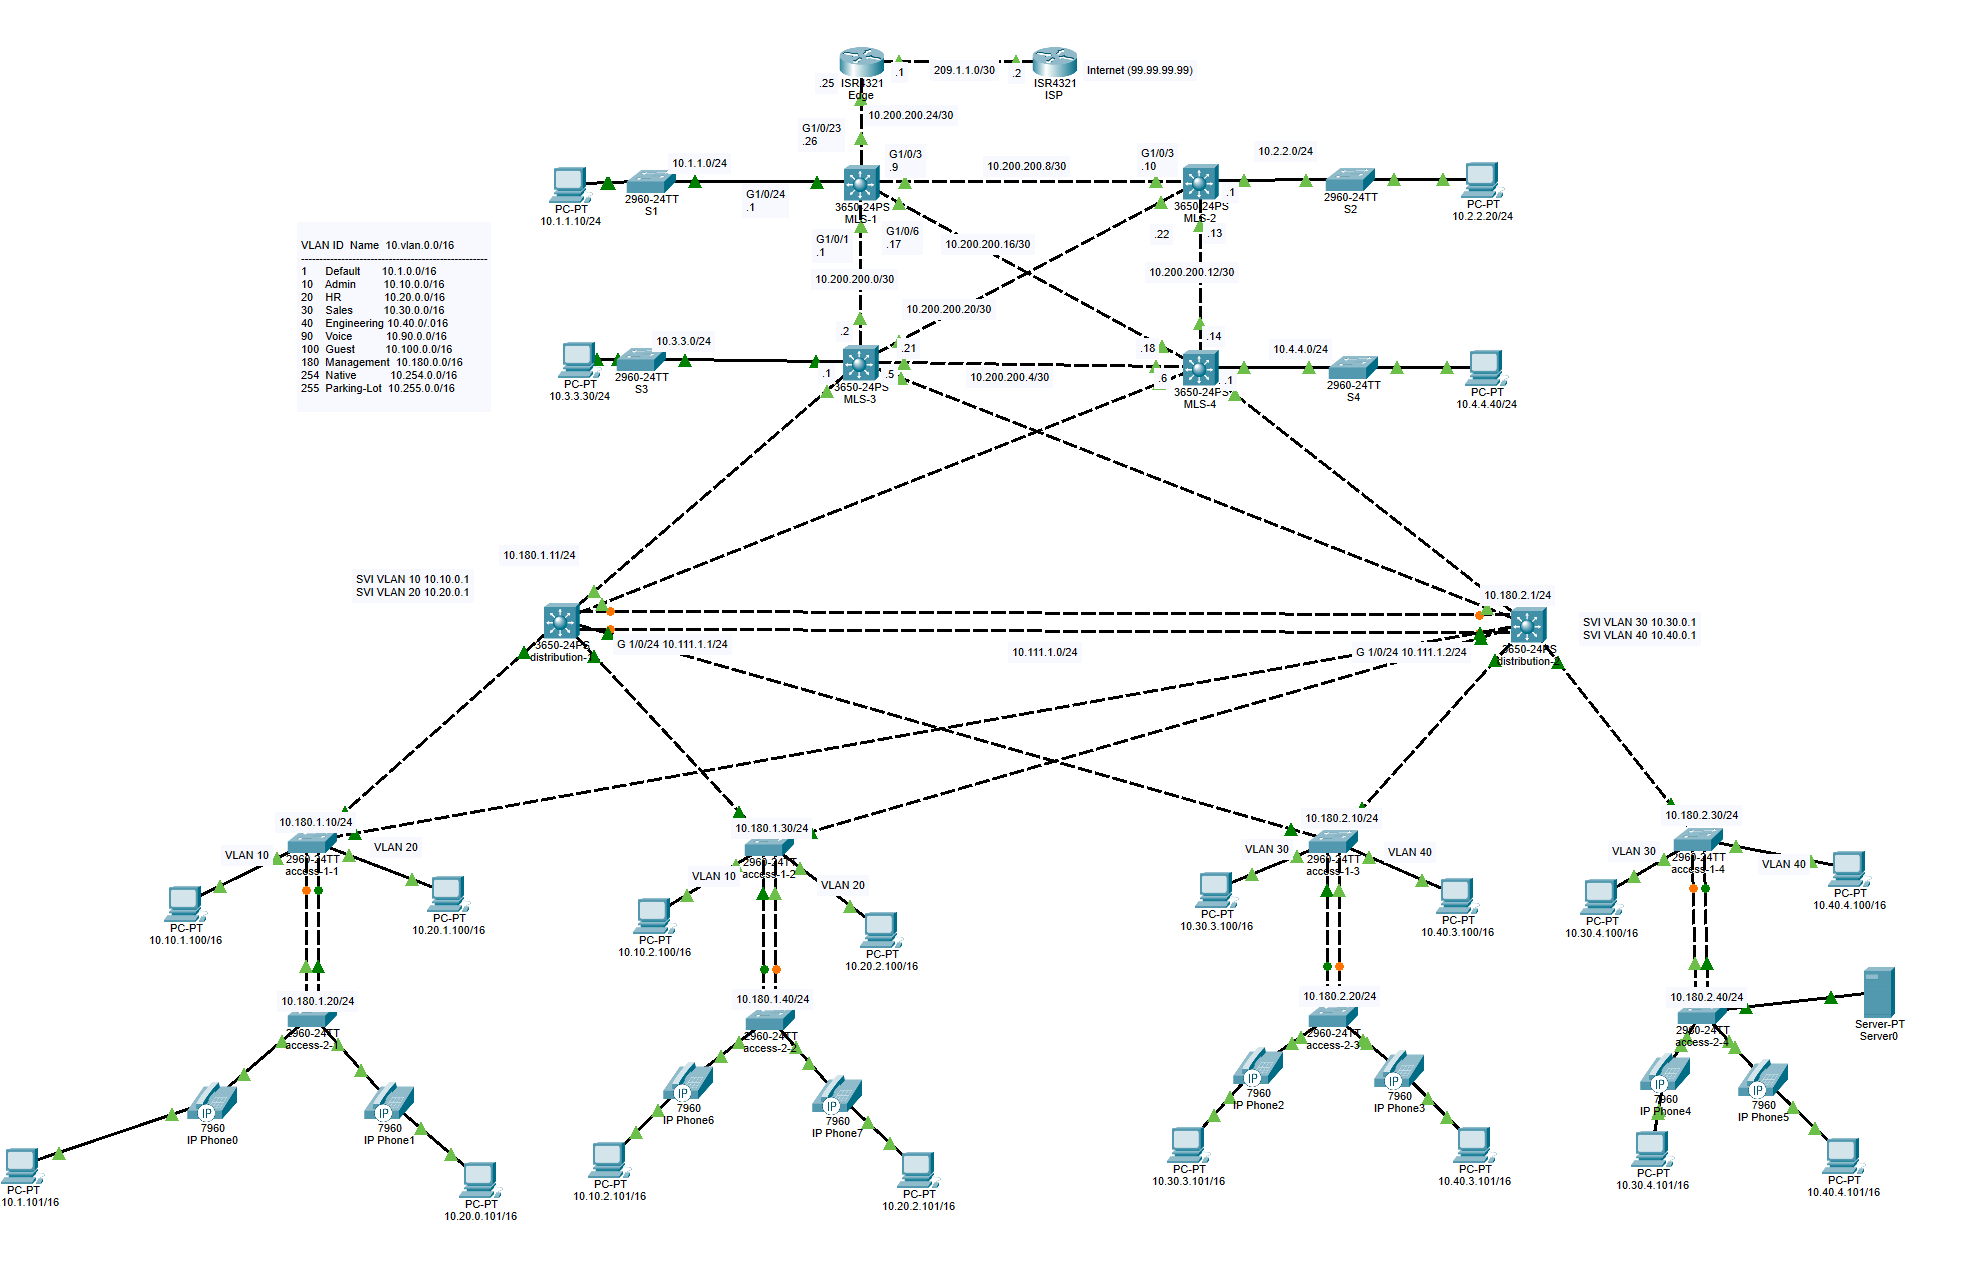 .1
209.1.1.0/30
.2
Internet (99.99.99.99)
.25
ISR4321
Edge
ISR4321
ISP
10.200.200.24/30
G1/0/23
.26
10.1.1.0/24
G1/0/3
.9
10.200.200.8/30
G1/0/3
.10
10.2.2.0/24
PC-PT
10.1.1.10/24
2960-24TT
S1
G1/0/24
.1
3650-24PS
MLS-1
3650-24PS
MLS-2
.1
2960-24TT
S2
PC-PT
10.2.2.20/24
G1/0/1
.1
G1/0/6
.17
10.200.200.16/30
.22
.13
VLAN ID  Name  10.vlan.0.0/16
----------------------------------------------------
1 Default 10.1.0.0/16
10 Admin 10.10.0.0/16
20 HR 10.20.0.0/16
30 Sales 10.30.0.0/16
40 Engineering 10.40.0/.016
90 Voice 10.90.0.0/16
100 Guest 10.100.0.0/16
180 Management 10.180.0.0/16
254 Native 10.254.0.0/16
255 Parking-Lot 10.255.0.0/16
10.200.200.0/30
10.200.200.12/30
10.200.200.20/30
.2
.21
.18
.14
10.3.3.0/24
10.4.4.0/24
PC-PT
10.3.3.30/24
2960-24TT
S3
.1
.5
3650-24PS
MLS-3
10.200.200.4/30
.6
.1
3650-24PS
MLS-4
2960-24TT
S4
PC-PT
10.4.4.40/24
10.180.1.11/24
SVI VLAN 10 10.10.0.1
SVI VLAN 20 10.20.0.1
10.180.2.1/24
SVI VLAN 30 10.30.0.1
SVI VLAN 40 10.40.0.1
3650-24PS
G 1/0/24 10.111.1.1/24
10.111.1.0/24
G 1/0/24 10.111.1.2/24
3650-24PS
distribution-2
10.180.1.10/24
VLAN 10
VLAN 20
2960-24TT
access-1-1
PC-PT
10.10.1.100/16
PC-PT
10.20.1.100/16
10.180.1.30/24
VLAN 10
VLAN 20
2960-24TT
access-1-2
PC-PT
10.10.2.100/16
PC-PT
10.20.2.100/16
10.180.2.10/24
VLAN 30
VLAN 40
2960-24TT
access-1-3
PC-PT
10.30.3.100/16
PC-PT
10.40.3.100/16
10.180.2.30/24
VLAN 30
VLAN 40
2960-24TT
access-1-4
PC-PT
10.30.4.100/16
PC-PT
10.40.4.100/16
10.180.1.20/24
2960-24TT
10.180.1.40/24
2960-24TT
access-2-2
10.180.2.20/24
2960-24TT
access-2-3
10.180.2.40/24
2960-24TT
access-2-4
Server-PT
Server0
IP
7960
IP Phone0
IP
7960
IP Phone1
IP
7960
IP Phone6
IP
7960
IP Phone7
IP
7960
IP Phone2
IP
7960
IP Phone3
IP
7960
IP Phone4
IP
7960
IP Phone5
PC-PT
.10.1.101/16
PC-PT
10.20.0.101/16
PC-PT
10.10.2.101/16
PC-PT
10.20.2.101/16
PC-PT
10.30.3.101/16
PC-PT
10.40.3.101/16
PC-PT
10.30.4.101/16
PC-PT
10.40.4.101/16